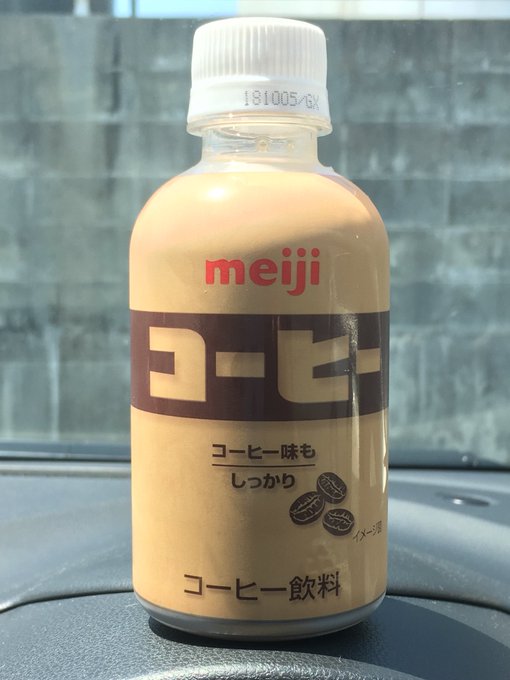 181005/GX
meiji
コーヒー
コーヒー味も
しっかり
イメージ図
コーヒー飲料